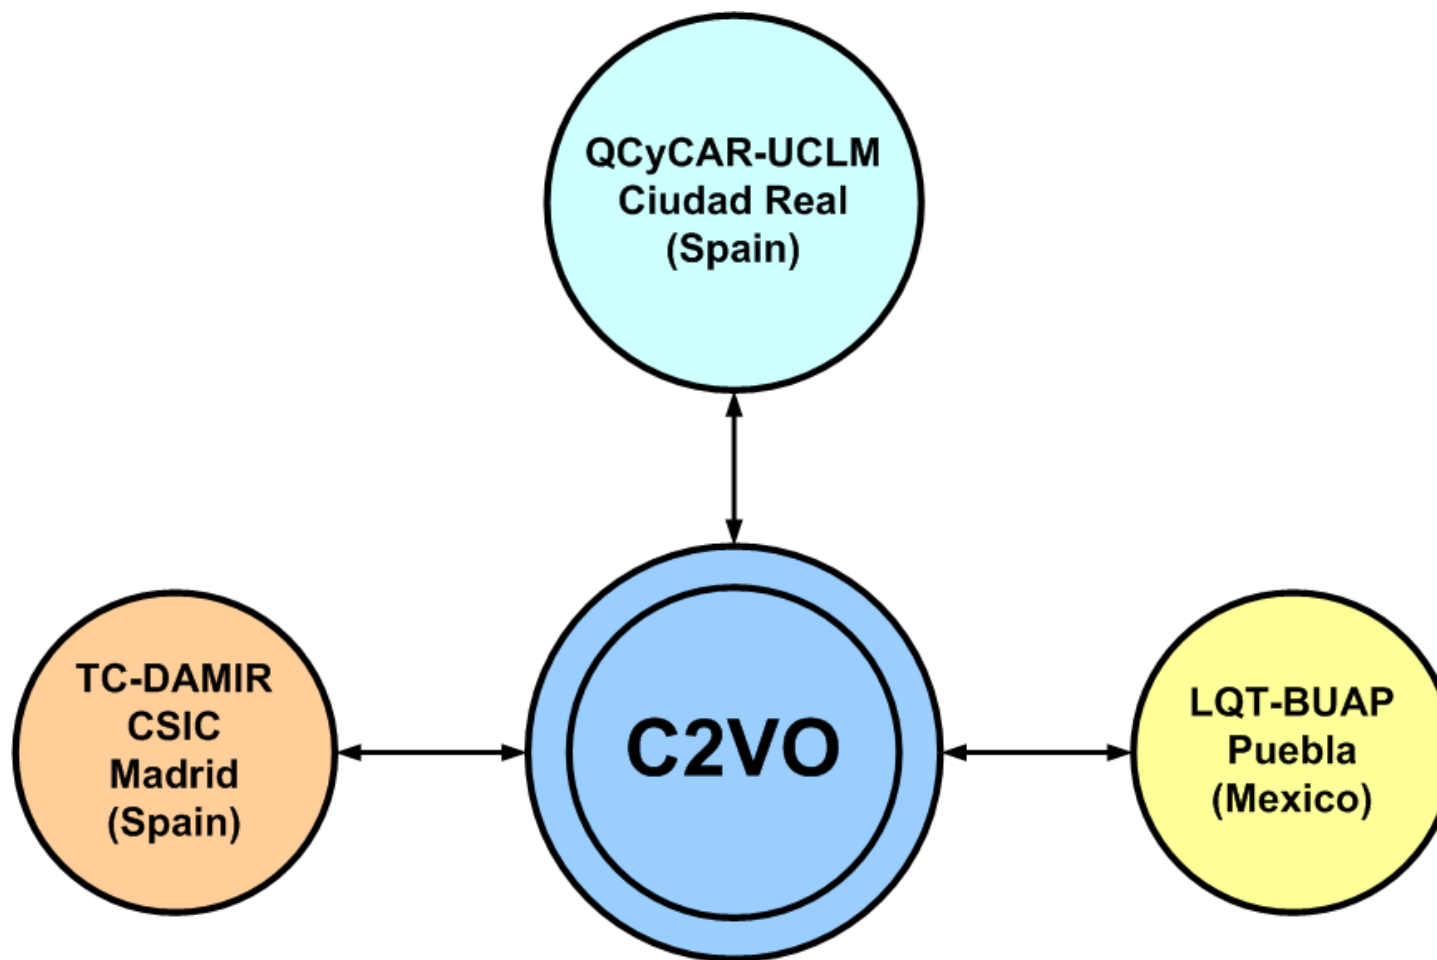 QCyCAR-UCLM
Ciudad Real
(Spain)
TC-DAMIR
CSIC
Madrid
(Spain)
C2VO
LQT-BUAP
Puebla
(Mexico)